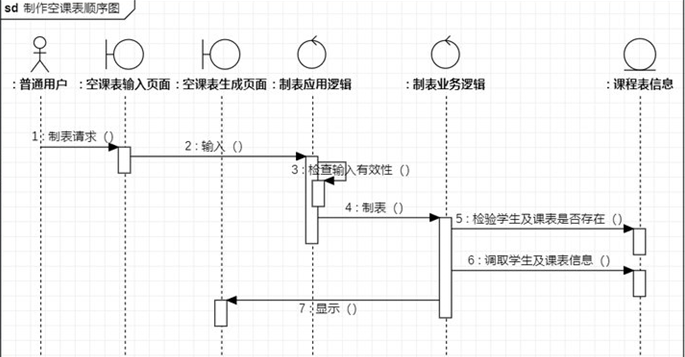 sd 制作空课表顺序图
: 普通用户
: 空课表输入页面
: 空课表生成页面
: 制表应用逻辑
: 制表业务逻辑
: 课程表信息
1 : 制表请求（）
2 : 输入（）
3 : 检查输入有效性（）
4 : 制表（）
5 : 检验学生及课表是否存在（）
6 : 调取学生及课表信息（）
7 : 显示（）